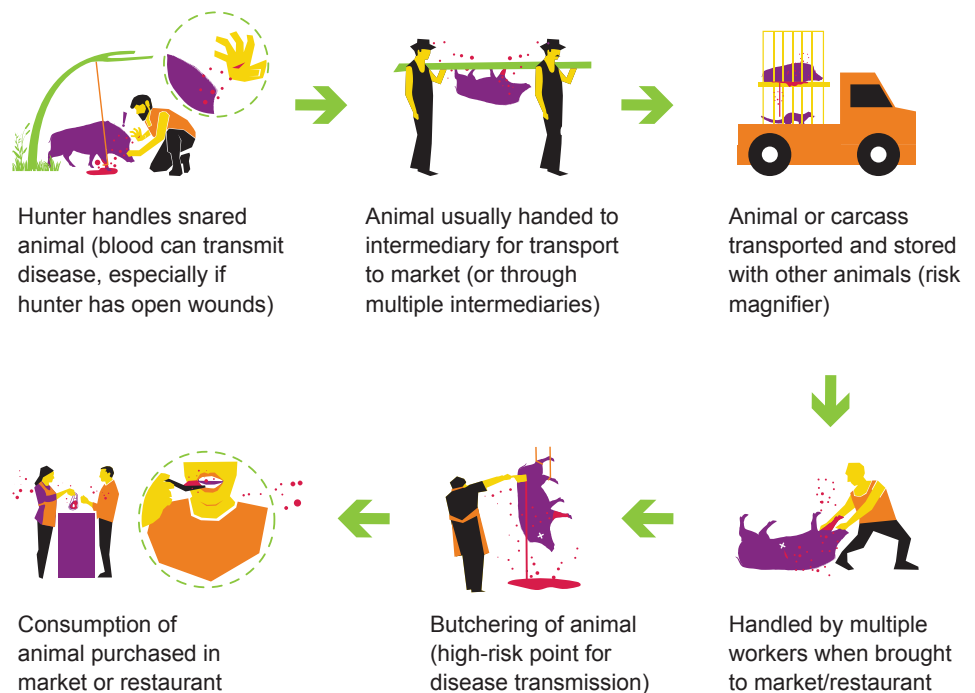 Hunter handles snared
animal (blood can transmit
disease, especially if
hunter has open wounds)
Animal usually handed to
intermediary for transport
to market (or through
multiple intermediaries)
Animal or carcass
transported and stored
with other animals (risk
magnifier)
Handled by multiple
workers when brought
to market/restaurant
Butchering of animal
(high-risk point for
disease transmission)
Consumption of
animal purchased in
market or restaurant